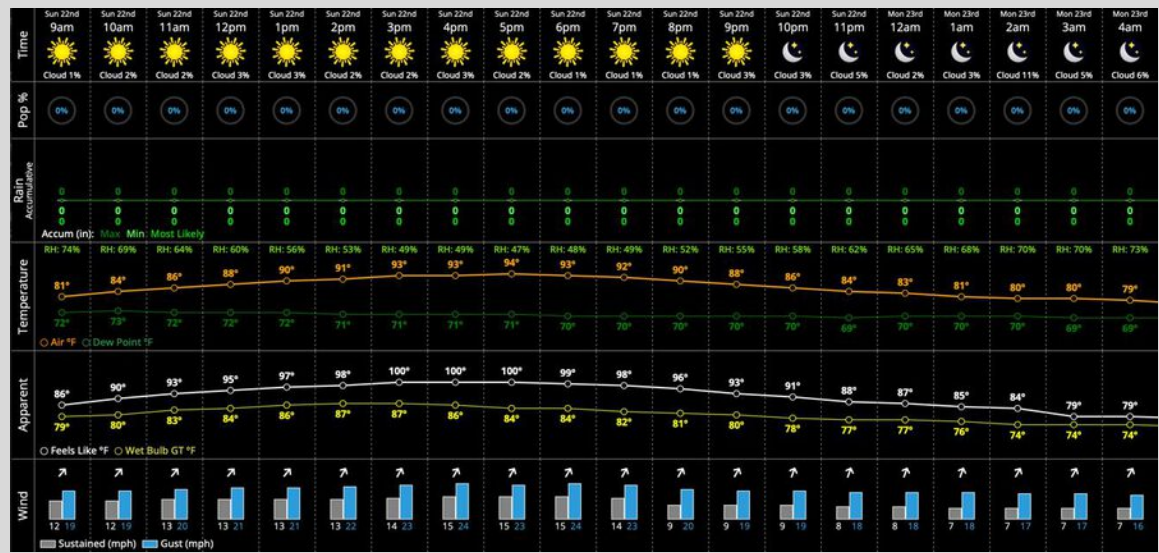 Time
Sun 22nd Sun 22nd Sun 22nd Sun 22nd Sun 22nd Sun 22nd Sun 22nd Sun 22nd Sun 22nd Sun 22nd Sun 22nd Sun 22nd Sun 22nd Sun 22nd Sun 22nd Mon 23rd Mon 23rd Mon 23rd Mon 23rd Mon 23rd
9am 10am 11am 12pm 1pm 2pm 3pm 4pm 5pm 6pm 7pm 8pm 9pm 10pm 11pm 12am 1am 2am 3am 4am
Cloud 1% Cloud 2% Cloud 2% Cloud 3% Cloud 3% Cloud 2% Cloud 2% Cloud 3% Cloud 2% Cloud 1% Cloud 1% Cloud 1% Cloud 3% Cloud 3% Cloud 5% Cloud 2% Cloud 3% Cloud 11% Cloud 5% Cloud 6%
Pop %
0% 0% 0% 0% 0% 0% 0% 0% 0% 0% 0% 0% 0% 0% 0% 0% 0% 0% 0% 0%
Rain
Accumulative
0 0 0 0 0 0 0 0 0 0 0 0 0 0 0 0 0 0 0 0
0 0 0 0 0 0 0 0 0 0 0 0 0 0 0 0 0 0 0 0
0 0 0 0 0 0 0 0 0 0 0 0 0 0 0 0 0 0 0 0
Accum (in): Max Min Most Likely
Temperature
RH: 74% RH: 69% RH: 64% RH: 60% RH: 56% RH: 53% RH: 49% RH: 49% RH: 47% RH: 48% RH: 49% RH: 52% RH: 55% RH: 58% RH: 62% RH: 65% RH: 68% RH: 70% RH: 70% RH: 73%
81° 84° 86° 88° 90° 91° 93° 93° 94° 93° 92° 90° 88° 86° 84° 83° 81° 80° 80° 79°
72° 73° 72° 72° 72° 71° 71° 71° 71° 70° 70° 70° 70° 70° 69° 70° 70° 70° 69° 69°
Air °F Dew Point °F
Apparent
86° 90° 93° 95° 97° 98° 100° 100° 100° 99° 98° 96° 93° 91° 88° 87° 85° 84° 79° 79°
79° 80° 83° 84° 86° 87° 87° 86° 84° 84° 82° 81° 80° 78° 77° 77° 76° 74° 74° 74°
Feels Like °F Wet Bulb GT °F
Wind
12 19 12 19 13 20 13 21 13 21 13 22 14 23 15 24 15 23 15 24 14 23 9 20 9 19 9 19 8 18 8 18 7 18 7 17 7 17 7 16
Sustained (mph) Gust (mph)